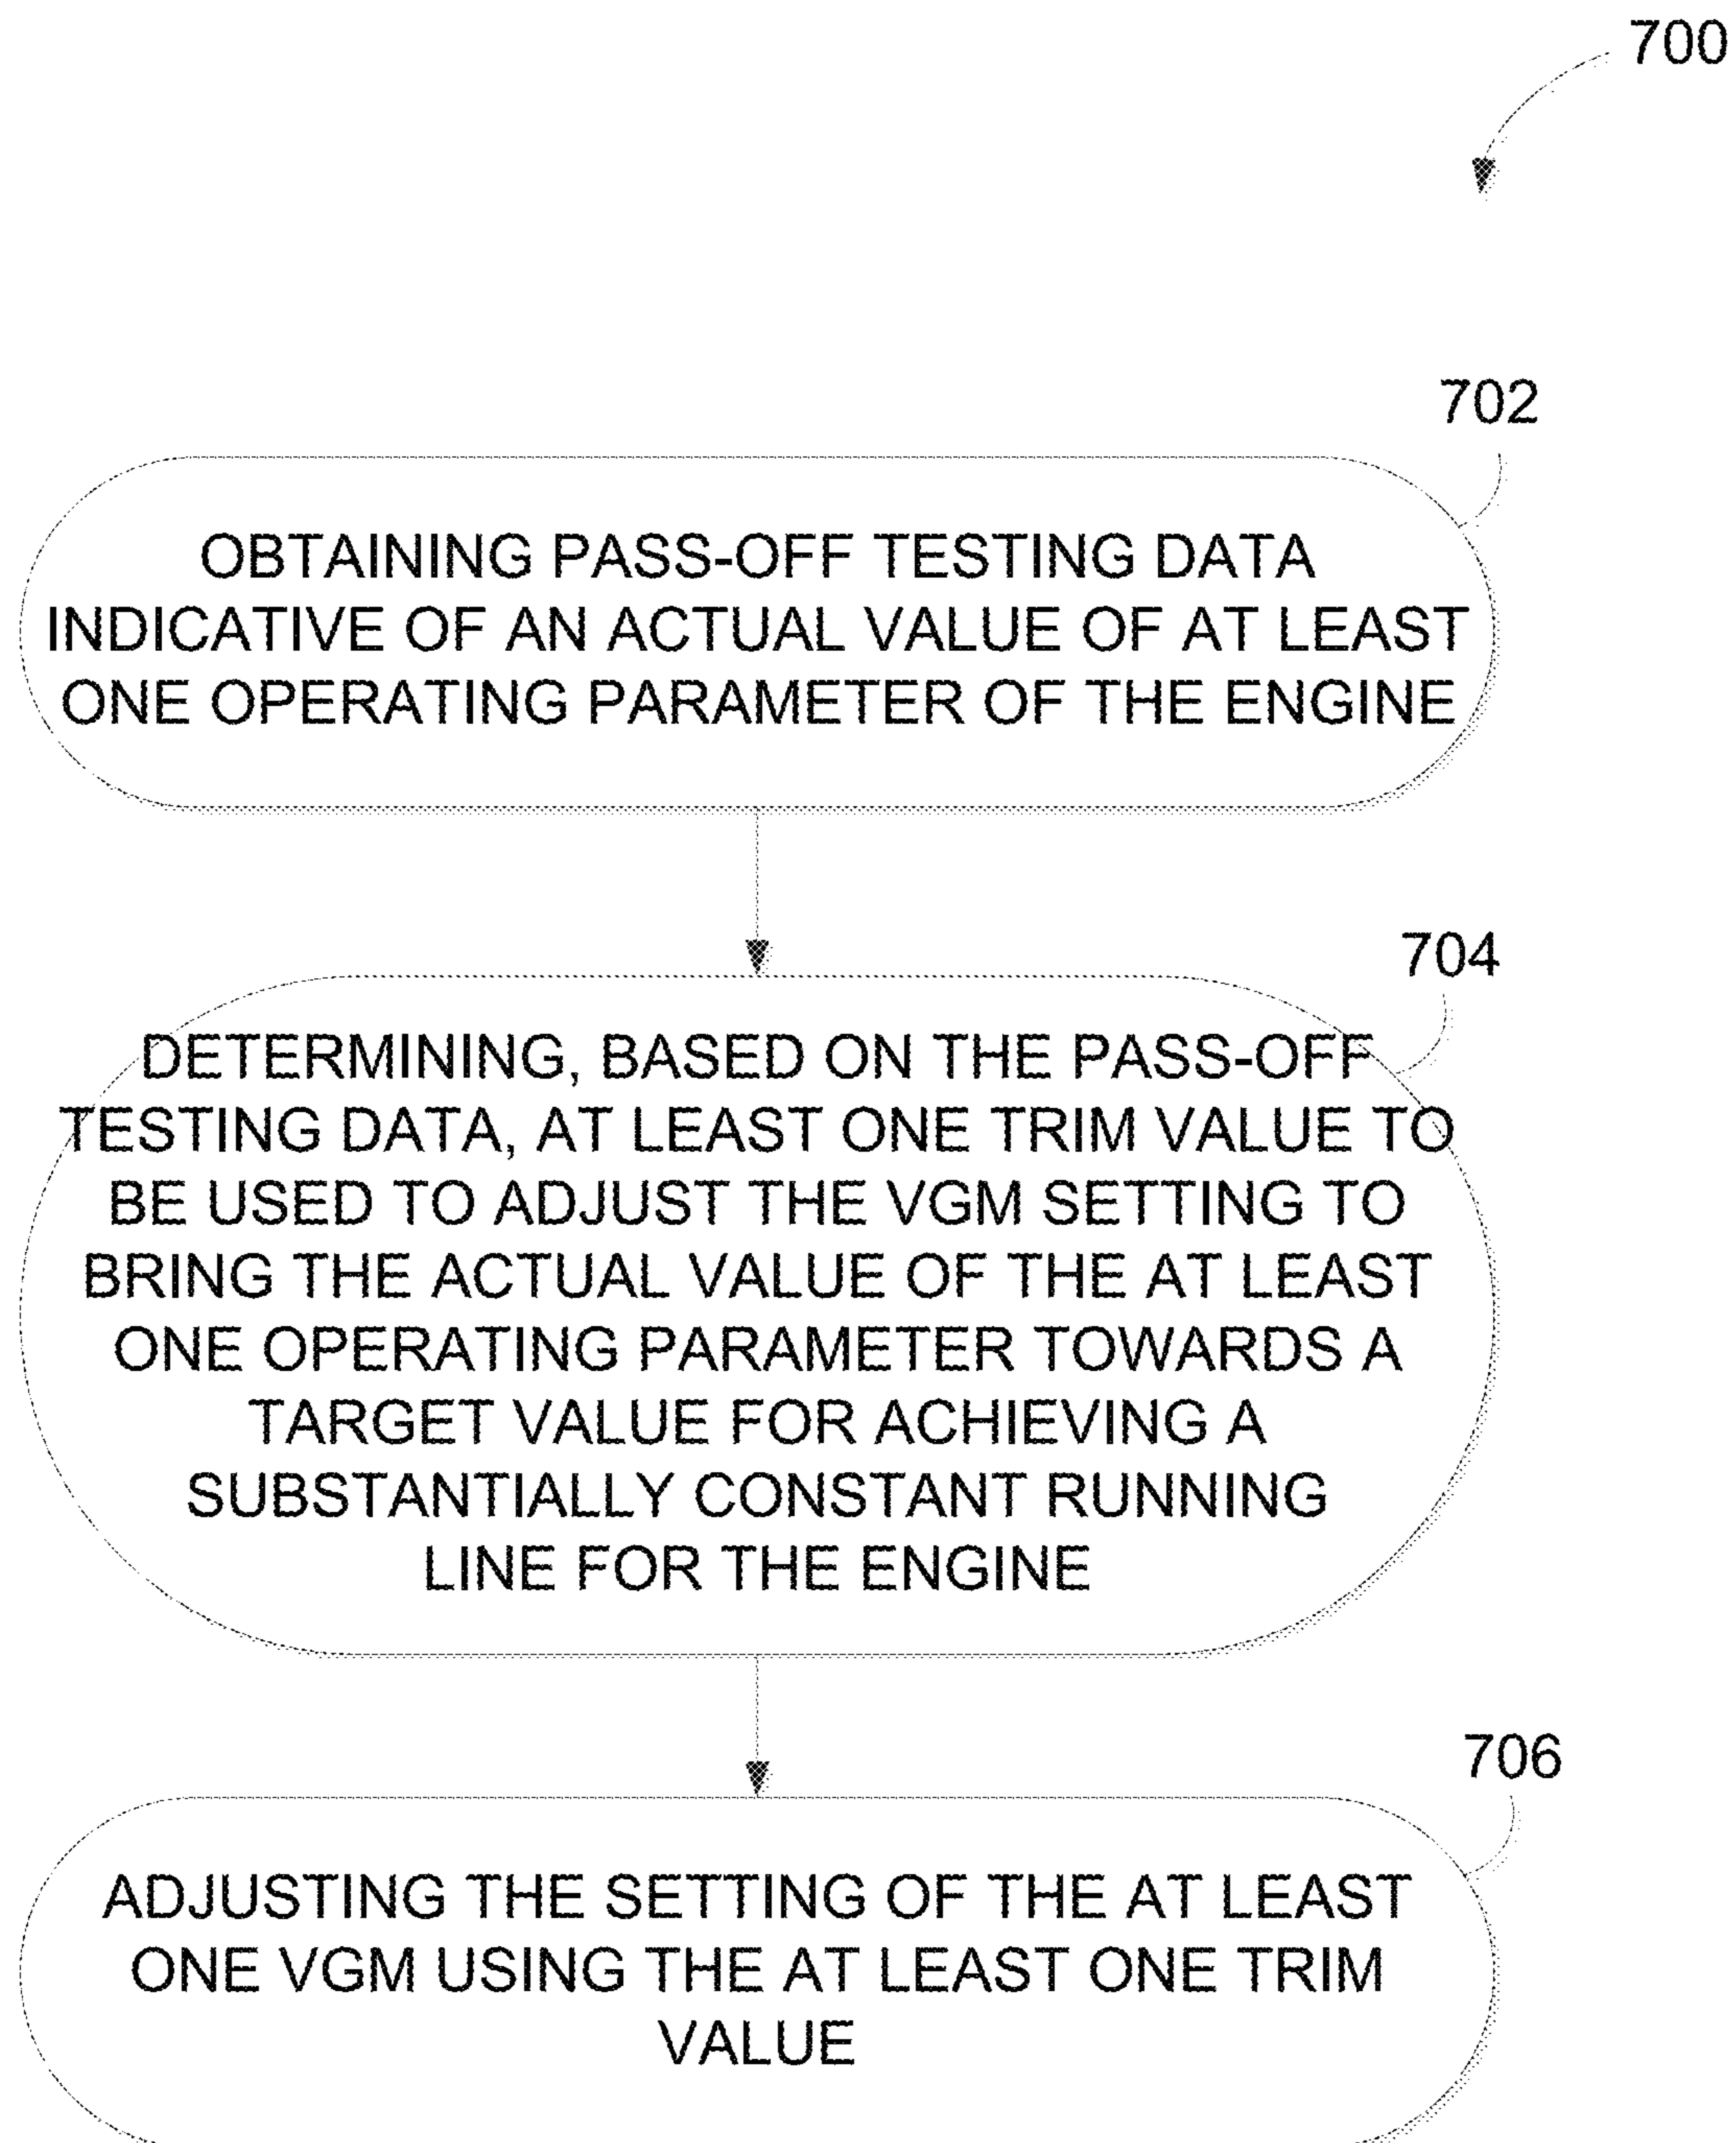 700
702
OBTAINING PASS-OFF TESTING DATA
INDICATIVE OF AN ACTUAL VALUE OF AT LEAST
ONE OPERATING PARAMETER OF THE ENGINE
704
DETERMINING, BASED ON THE PASS-OFF
TESTING DATA, AT LEAST ONE TRIM VALUE TO
BE USED TO ADJUST THE VGM SETTING TO
BRING THE ACTUAL VALUE OF THE AT LEAST
ONE OPERATING PARAMETER TOWARDS A
TARGET VALUE FOR ACHIEVING A
SUBSTANTIALLY CONSTANT RUNNING
LINE FOR THE ENGINE
706
ADJUSTING THE SETTING OF THE AT LEAST
ONE VGM USING THE AT LEAST ONE TRIM
VALUE